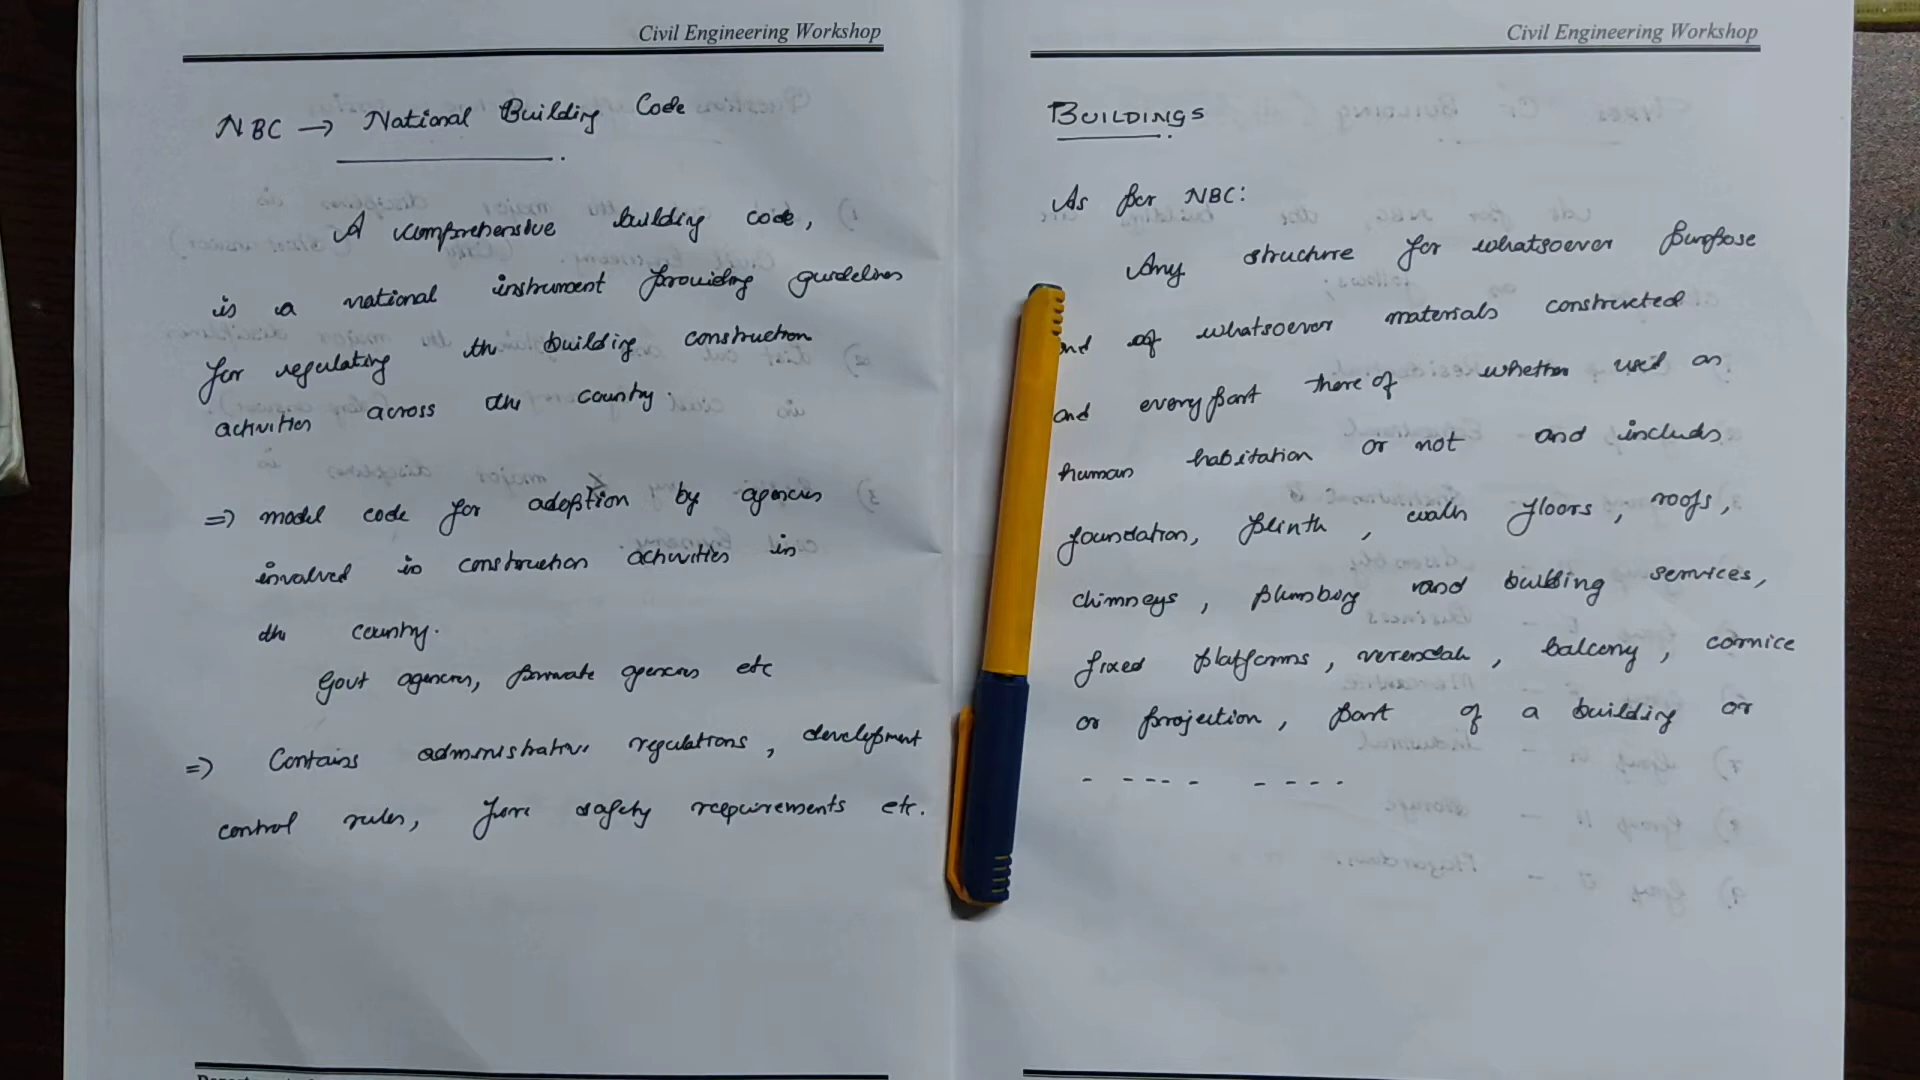 Civil Engineering Workshop
NBC → National Building Code
A comprehensive building code,
is a national instrument providing guidelines
for regulating the building construction
activities across the country.
⇒ model code for adoption by agencies
involved in construction activities in
the country.
Govt agencies, private agencies etc
⇒ Contains administrative regulations, development
control rules, fire safety requirements etc.
Civil Engineering Workshop
BUILDINGS
As per NBC:
Any structure for whatsoever purpose
and of whatsoever materials constructed
and every part there of whether used as
human habitation or not and includes
foundation, plinth, walls floors, roofs,
chimneys, plumbing and building services,
fixed platforms, verendah, balcony, cornice
or projection, part of a building or
- - - - - - - - -